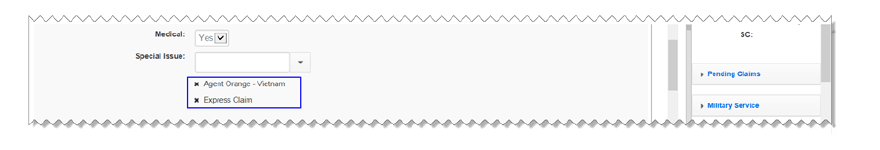 Medical: Yes
SC:
Special Issue:
Pending Claims
× Agent Orange - Vietnam
× Express Claim
Military Service